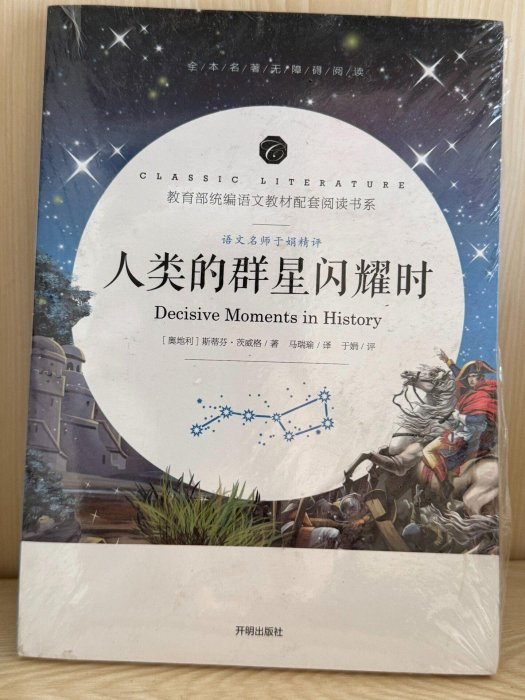 全/本/名/著/无/障/碍/阅/读
CLASSIC LITERATURE
教育部统编语文教材配套阅读书系
语文名师于娟精评
人类的群星闪耀时
Decisive Moments in History
[奥地利] 斯蒂芬·茨威格/著 马瑞瑜/译 于娟/评
开明出版社